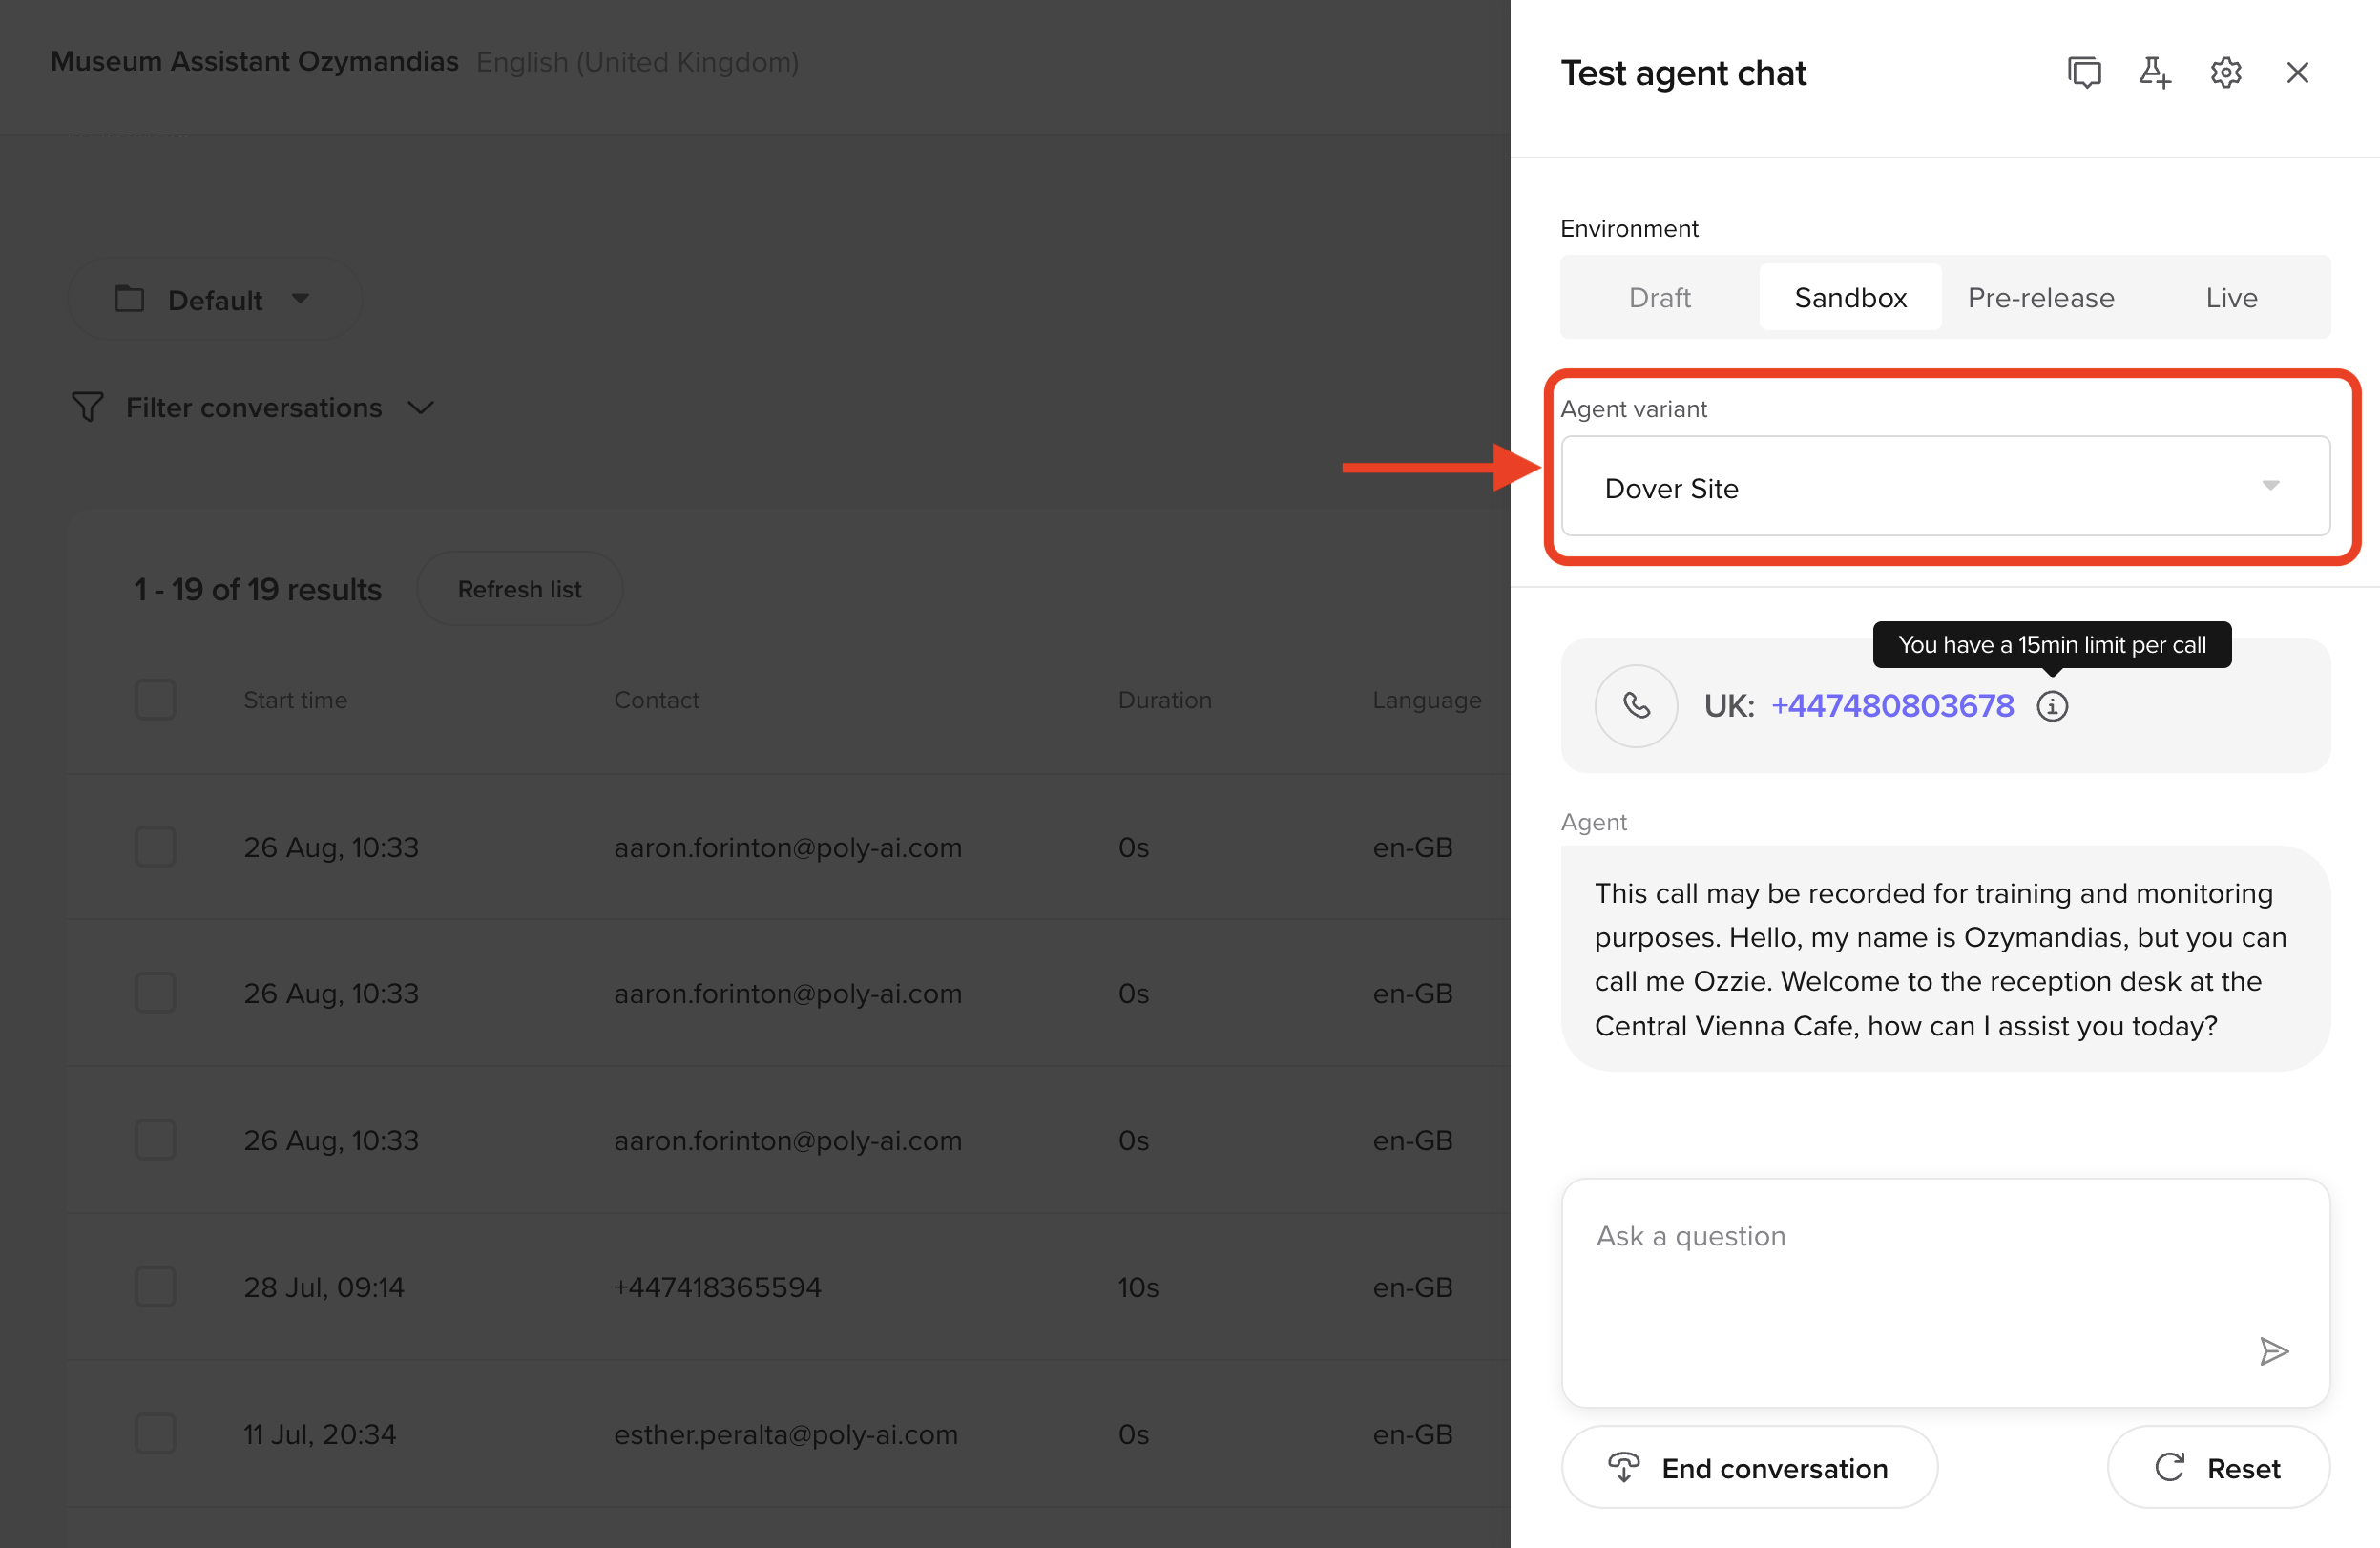 Museum Assistant Ozymandias English (United Kingdom)
Default
Filter conversations
1 - 19 of 19 results
Refresh list
Start time Contact Duration Language
26 Aug, 10:33 aaron.forinton@poly-ai.com 0s en-GB
26 Aug, 10:33 aaron.forinton@poly-ai.com 0s en-GB
26 Aug, 10:33 aaron.forinton@poly-ai.com 0s en-GB
28 Jul, 09:14 +447418365594 10s en-GB
11 Jul, 20:34 esther.peralta@poly-ai.com 0s en-GB
Test agent chat
Environment
Draft Sandbox Pre-release Live
Agent variant
Dover Site
You have a 15min limit per call
UK: +447480803678
Agent
This call may be recorded for training and monitoring
purposes. Hello, my name is Ozymandias, but you can
call me Ozzie. Welcome to the reception desk at the
Central Vienna Cafe, how can I assist you today?
Ask a question
End conversation
Reset